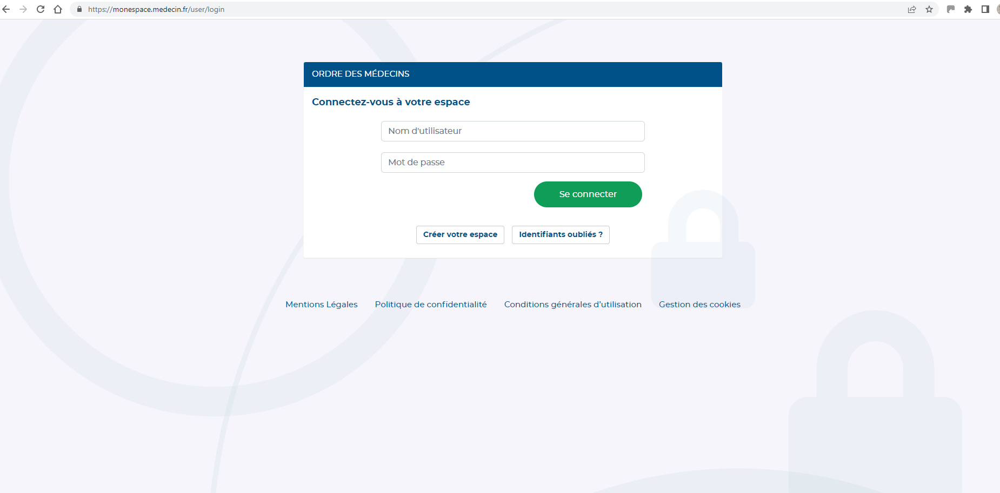 https://monespace.medecin.fr/user/login
ORDRE DES MÉDECINS
Connectez-vous à votre espace
Nom d'utilisateur
Mot de passe
Se connecter
Créer votre espace Identifiants oubliés ?
Mentions Légales Politique de confidentialité Conditions générales d’utilisation Gestion des cookies